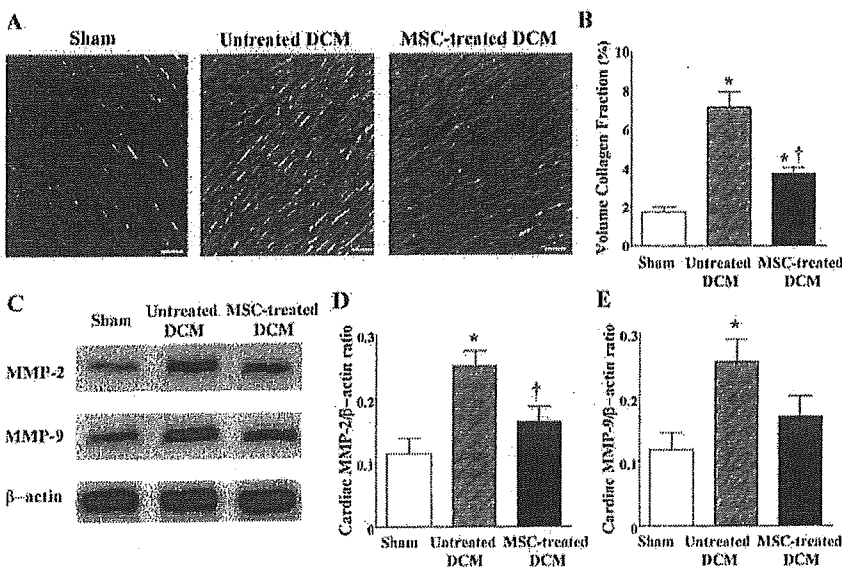 A
Sham
Untreated DCM
MSC-treated DCM
B
Volume Collagen Fraction (%)
10
8
6
4
2
0
*
* †
Sham
Untreated DCM
MSC-treated DCM
C
Sham
Untreated DCM
MSC-treated DCM
MMP-2
MMP-9
β-actin
D
Cardiac MMP-2/β-actin ratio
0.3
0.2
0.1
0
*
†
Sham
Untreated DCM
MSC-treated DCM
E
Cardiac MMP-9/β-actin ratio
0.3
0.2
0.1
0
*
Sham
Untreated DCM
MSC-treated DCM